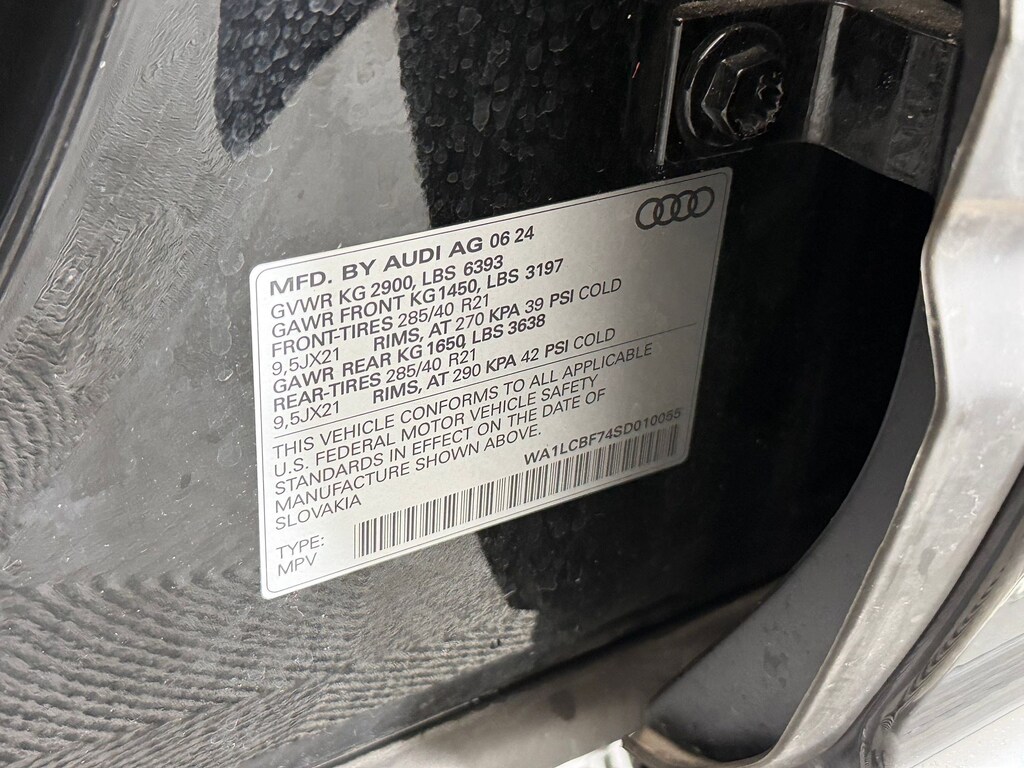 MFD. BY AUDI AG 06 24
GVWR KG 2900, LBS 6393
GAWR FRONT KG1450, LBS 3197
FRONT-TIRES 285/40 R21
9,5JX21 RIMS, AT 270 KPA 39 PSI COLD
GAWR REAR KG 1650, LBS 3638
REAR-TIRES 285/40 R21
9,5JX21 RIMS, AT 290 KPA 42 PSI COLD
THIS VEHICLE CONFORMS TO ALL APPLICABLE
U.S. FEDERAL MOTOR VEHICLE SAFETY
STANDARDS IN EFFECT ON THE DATE OF
MANUFACTURE SHOWN ABOVE.
SLOVAKIA
WA1LCBF74SD010055
TYPE:
MPV